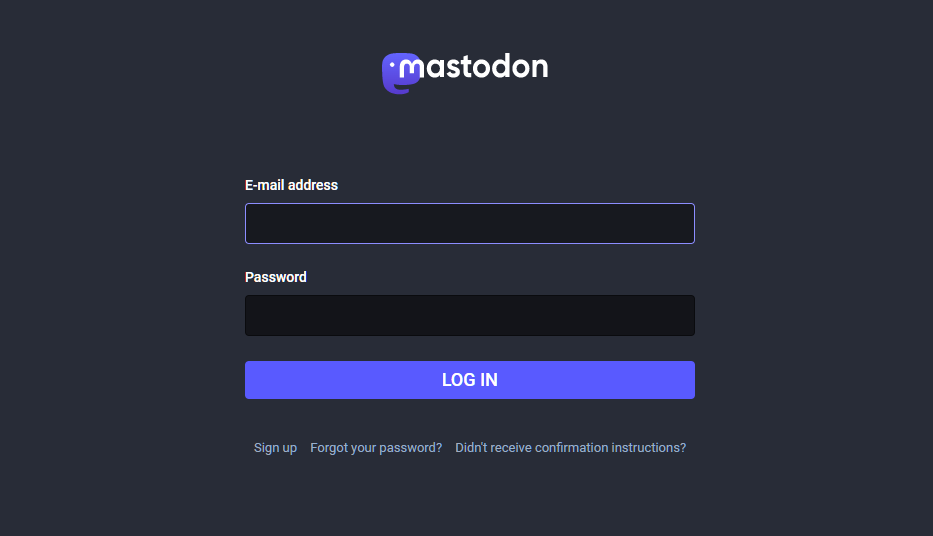 mastodon
E-mail address
Password
LOG IN
Sign up Forgot your password? Didn't receive confirmation instructions?